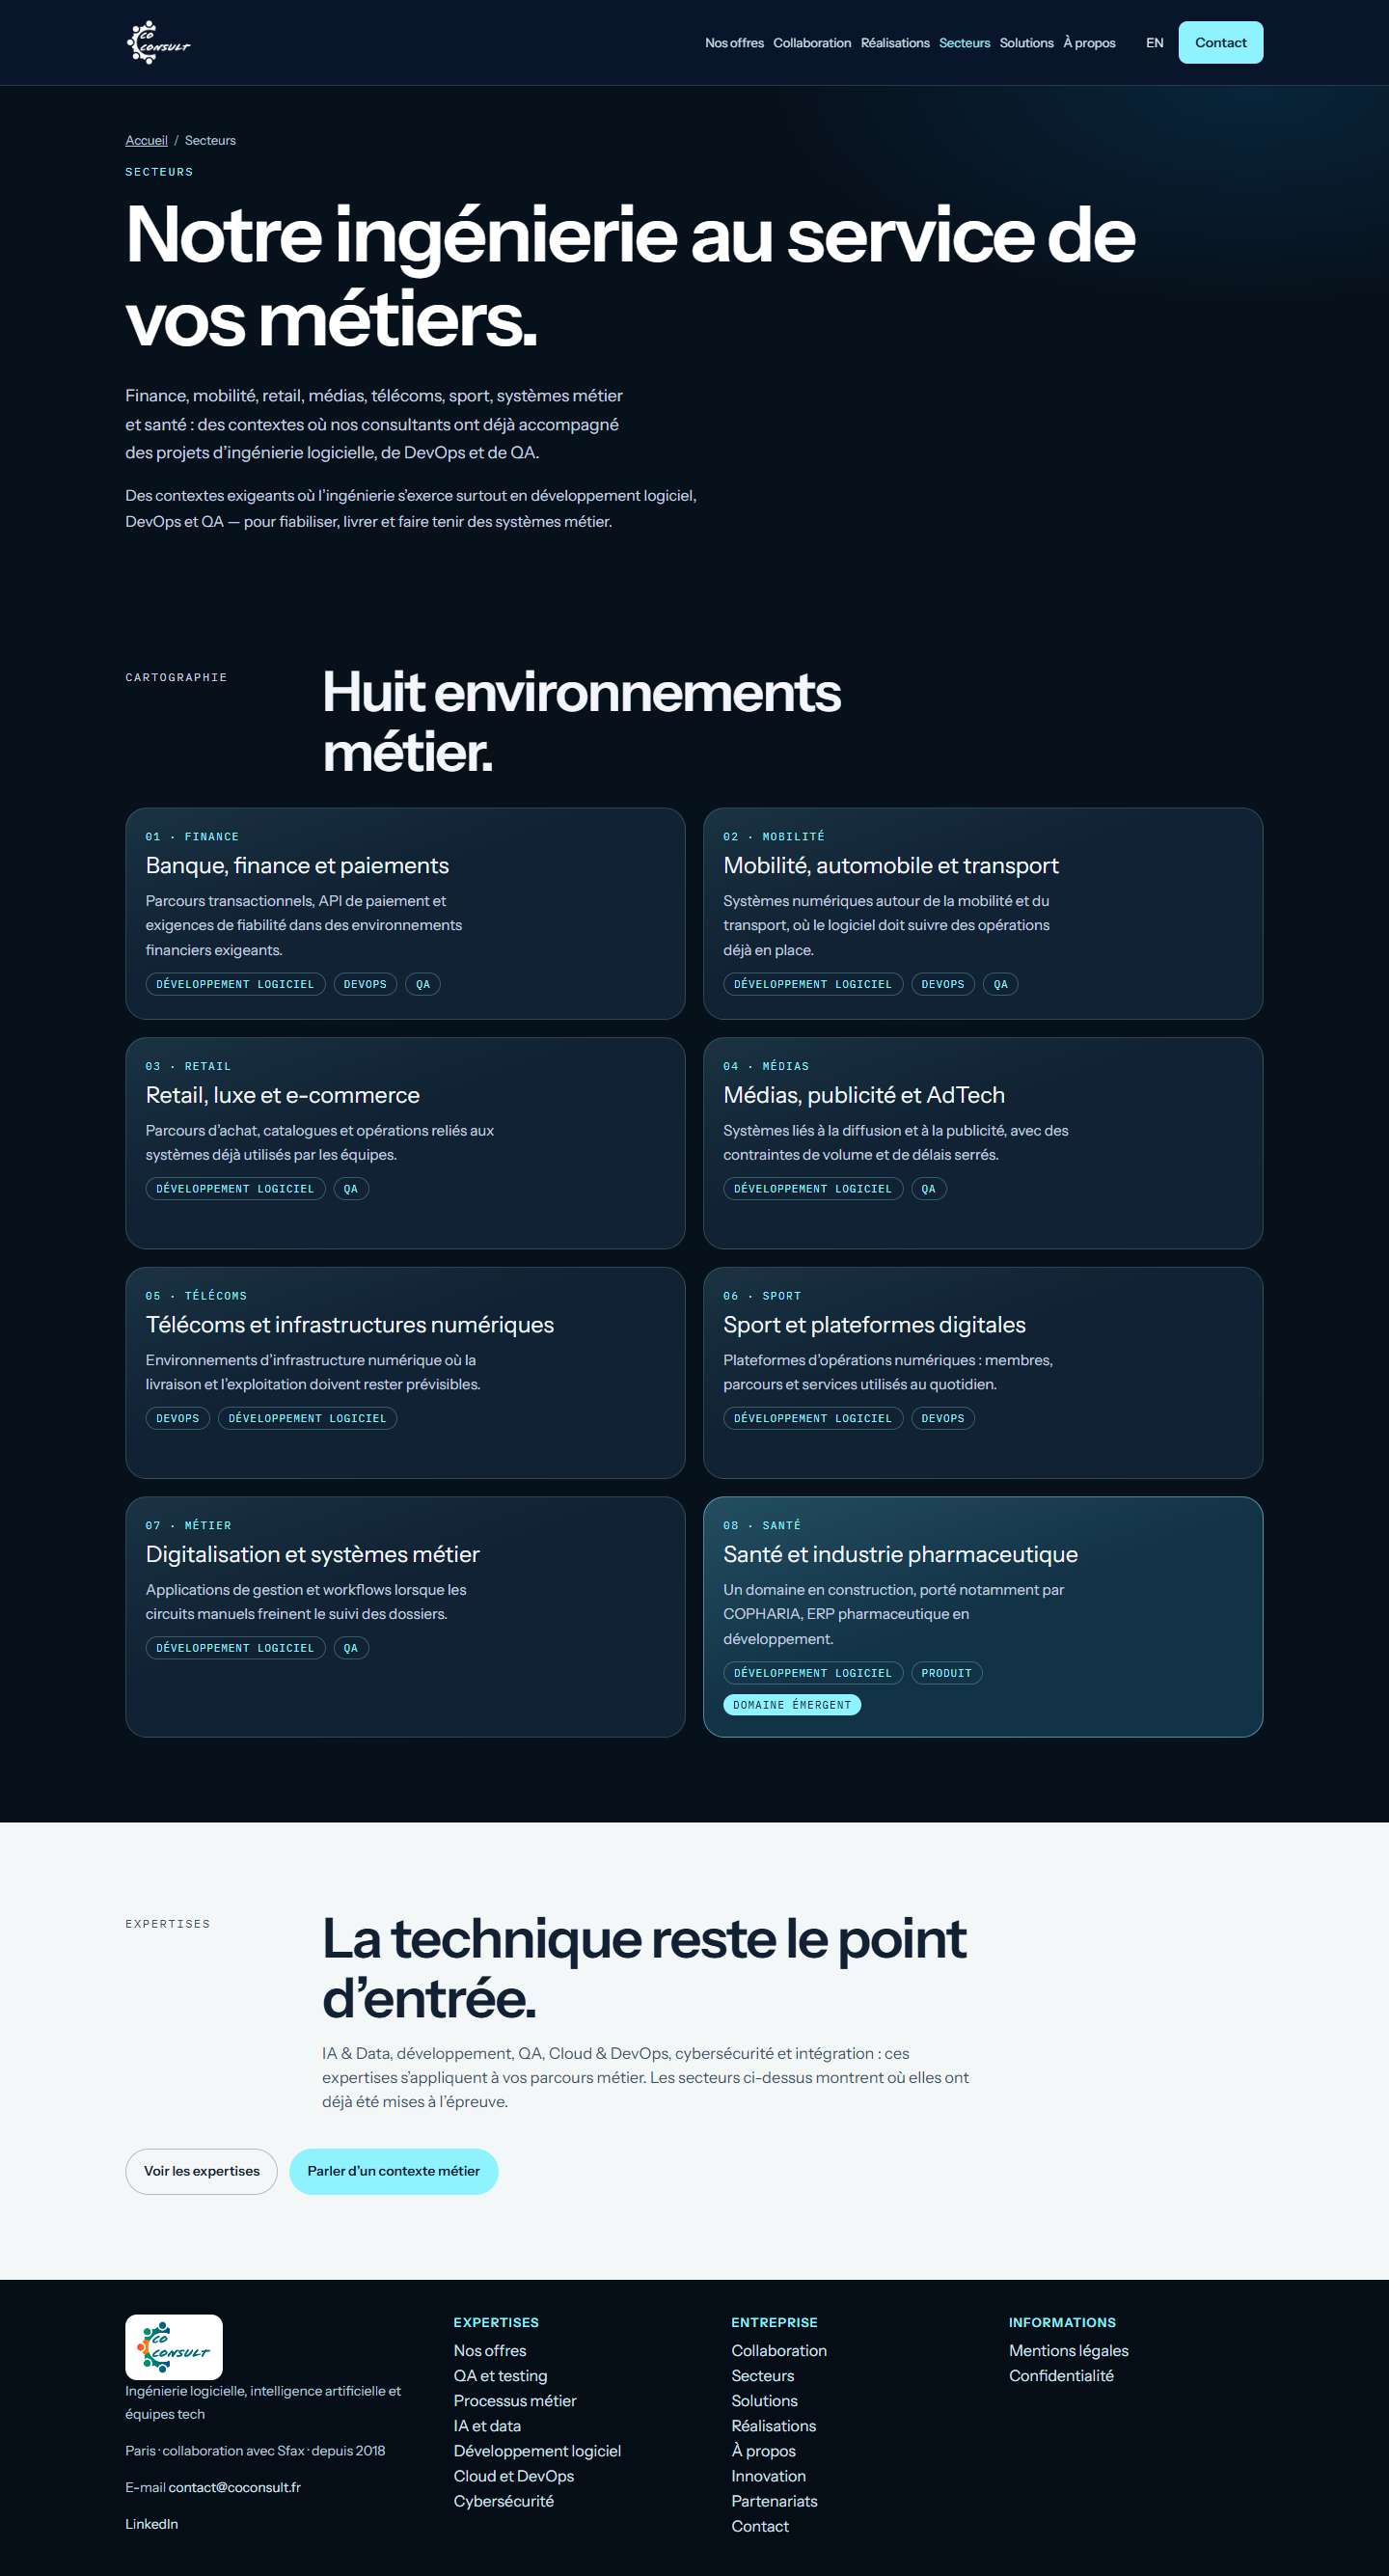 CO
CONSULT
Nos offres Collaboration Réalisations Secteurs Solutions À propos EN Contact
Accueil / Secteurs
SECTEURS
Notre ingénierie au service de
vos métiers.
Finance, mobilité, retail, médias, télécoms, sport, systèmes métier
et santé : des contextes où nos consultants ont déjà accompagné
des projets d’ingénierie logicielle, de DevOps et de QA.
Des contextes exigeants où l’ingénierie s’exerce surtout en développement logiciel,
DevOps et QA — pour fiabiliser, livrer et faire tenir des systèmes métier.
CARTOGRAPHIE
Huit environnements
métier.
01 · FINANCE
Banque, finance et paiements
Parcours transactionnels, API de paiement et
exigences de fiabilité dans des environnements
financiers exigeants.
DÉVELOPPEMENT LOGICIEL DEVOPS QA
02 · MOBILITÉ
Mobilité, automobile et transport
Systèmes numériques autour de la mobilité et du
transport, où le logiciel doit suivre des opérations
déjà en place.
DÉVELOPPEMENT LOGICIEL DEVOPS QA
03 · RETAIL
Retail, luxe et e-commerce
Parcours d’achat, catalogues et opérations reliés aux
systèmes déjà utilisés par les équipes.
DÉVELOPPEMENT LOGICIEL QA
04 · MÉDIAS
Médias, publicité et AdTech
Systèmes liés à la diffusion et à la publicité, avec des
contraintes de volume et de délais serrés.
DÉVELOPPEMENT LOGICIEL QA
05 · TÉLÉCOMS
Télécoms et infrastructures numériques
Environnements d’infrastructure numérique où la
livraison et l’exploitation doivent rester prévisibles.
DEVOPS DÉVELOPPEMENT LOGICIEL
06 · SPORT
Sport et plateformes digitales
Plateformes d’opérations numériques : membres,
parcours et services utilisés au quotidien.
DÉVELOPPEMENT LOGICIEL DEVOPS
07 · MÉTIER
Digitalisation et systèmes métier
Applications de gestion et workflows lorsque les
circuits manuels freinent le suivi des dossiers.
DÉVELOPPEMENT LOGICIEL QA
08 · SANTÉ
Santé et industrie pharmaceutique
Un domaine en construction, porté notamment par
COPHARIA, ERP pharmaceutique en
développement.
DÉVELOPPEMENT LOGICIEL PRODUIT
DOMAINE ÉMERGENT
EXPERTISES
La technique reste le point
d’entrée.
IA & Data, développement, QA, Cloud & DevOps, cybersécurité et intégration : ces
expertises s’appliquent à vos parcours métier. Les secteurs ci-dessus montrent où elles ont
déjà été mises à l’épreuve.
Voir les expertises Parler d’un contexte métier
CO
CONSULT
Ingénierie logicielle, intelligence artificielle et
équipes tech
Paris · collaboration avec Sfax · depuis 2018
E-mail contact@coconsult.fr
LinkedIn
EXPERTISES
Nos offres
QA et testing
Processus métier
IA et data
Développement logiciel
Cloud et DevOps
Cybersécurité
ENTREPRISE
Collaboration
Secteurs
Solutions
Réalisations
À propos
Innovation
Partenariats
Contact
INFORMATIONS
Mentions légales
Confidentialité